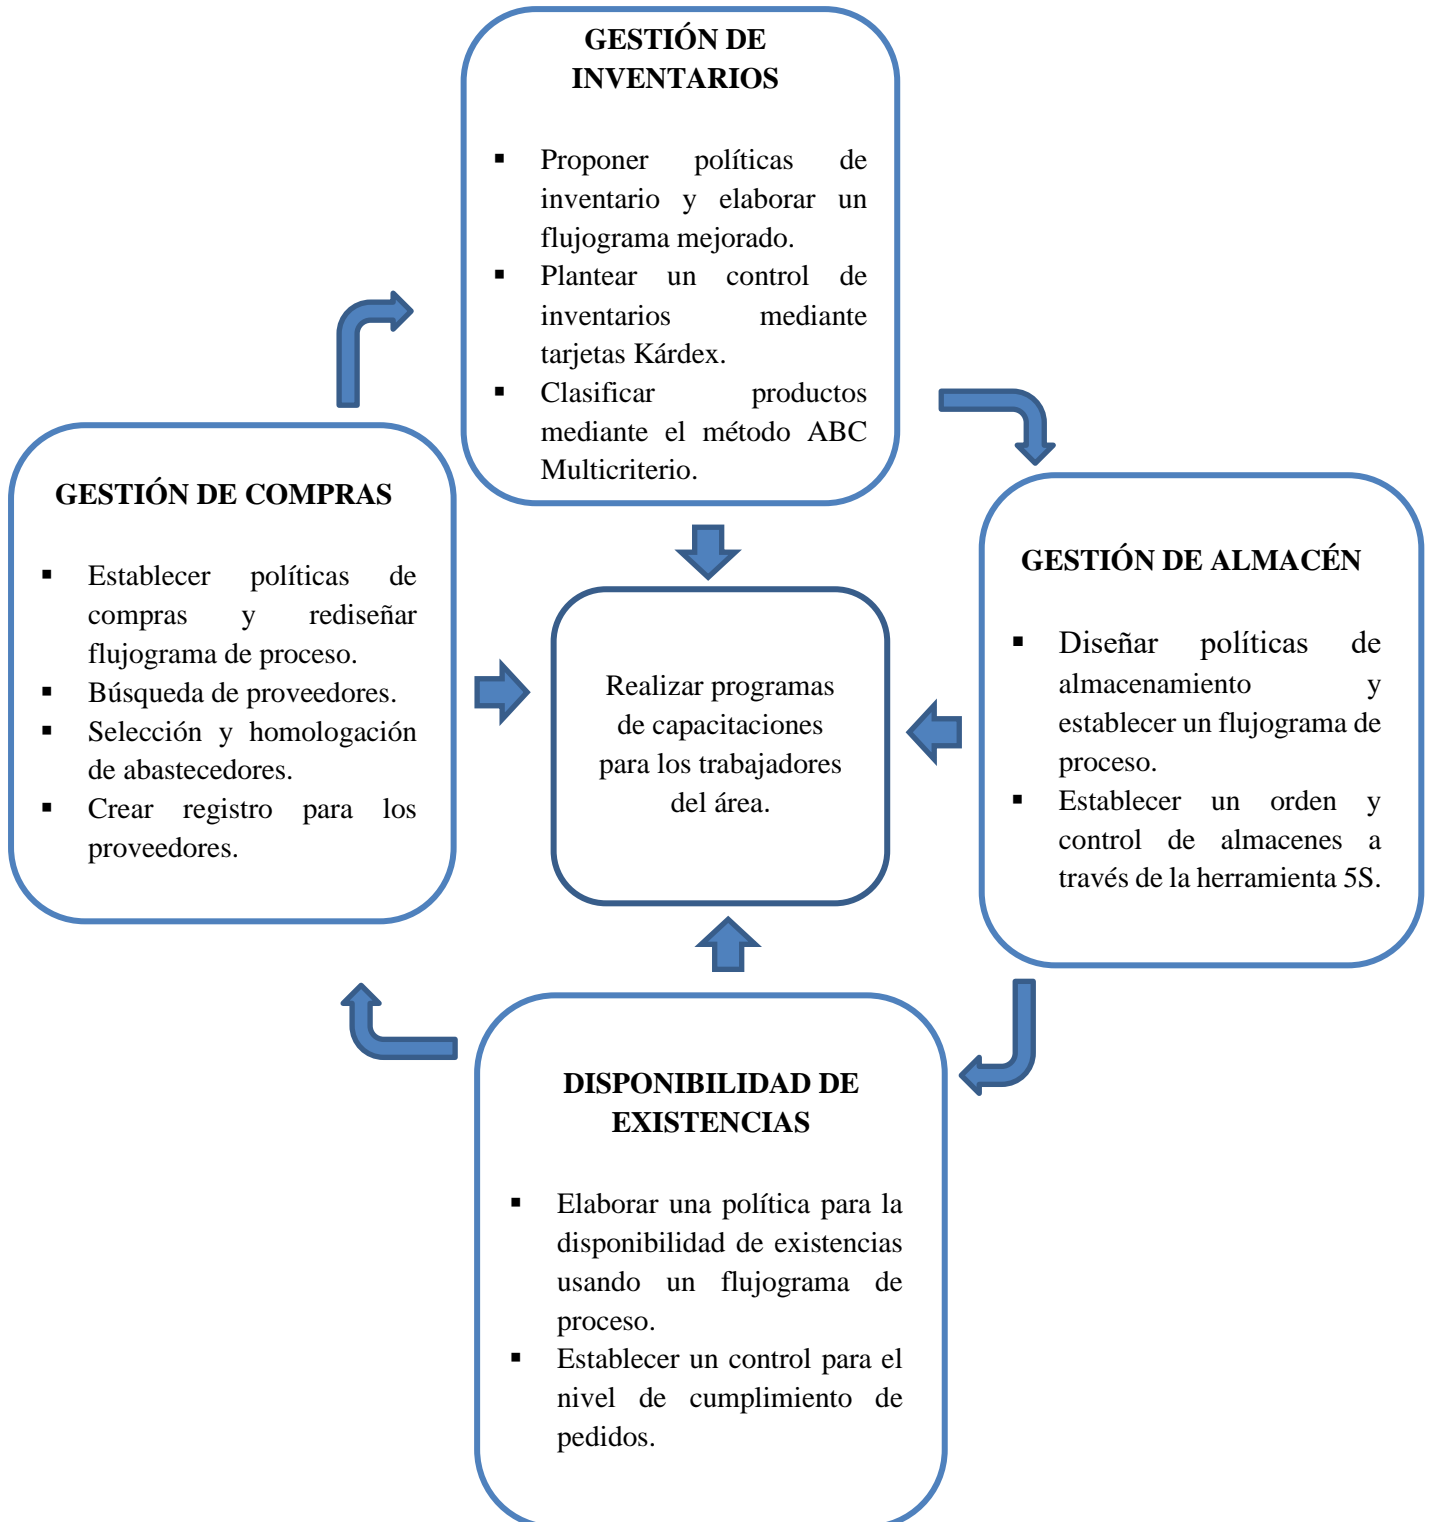 GESTIÓN DE
INVENTARIOS
▪ Proponer políticas de
inventario y elaborar un
flujograma mejorado.
▪ Plantear un control de
inventarios mediante
tarjetas Kárdex.
▪ Clasificar productos
mediante el método ABC
Multicriterio.
GESTIÓN DE COMPRAS
▪ Establecer políticas de
compras y rediseñar
flujograma de proceso.
▪ Búsqueda de proveedores.
▪ Selección y homologación
de abastecedores.
▪ Crear registro para los
proveedores.
Realizar programas
de capacitaciones
para los trabajadores
del área.
GESTIÓN DE ALMACÉN
▪ Diseñar políticas de
almacenamiento y
establecer un flujograma de
proceso.
▪ Establecer un orden y
control de almacenes a
través de la herramienta 5S.
DISPONIBILIDAD DE
EXISTENCIAS
▪ Elaborar una política para la
disponibilidad de existencias
usando un flujograma de
proceso.
▪ Establecer un control para el
nivel de cumplimiento de
pedidos.